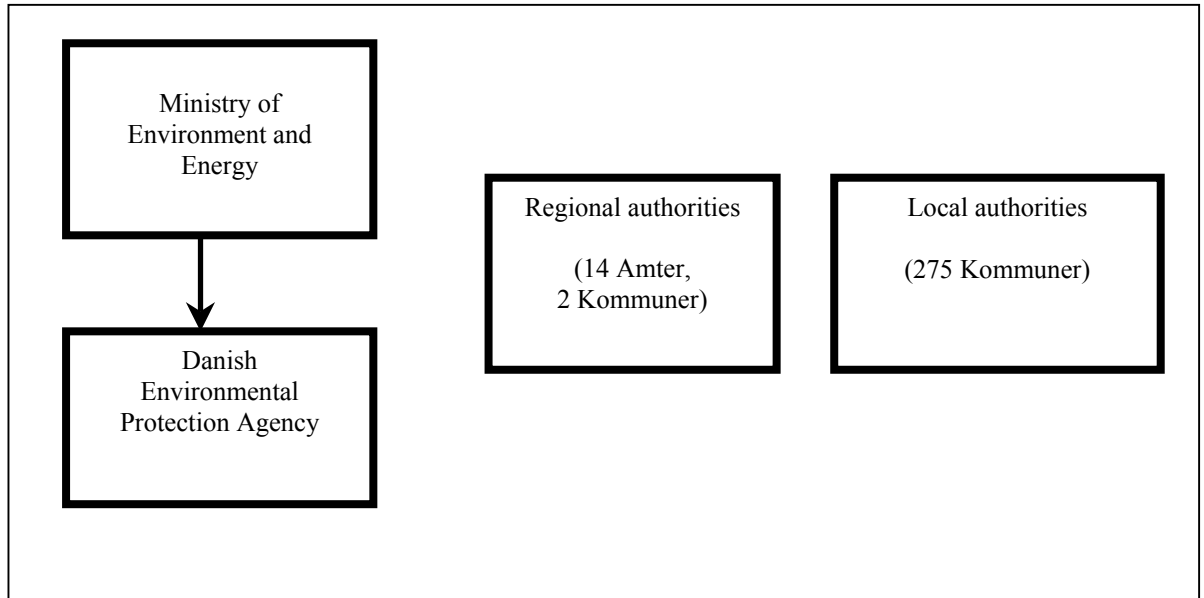 Ministry of
Environment and
Energy
Danish
Environmental
Protection Agency
Regional authorities
(14 Amter,
2 Kommuner)
Local authorities
(275 Kommuner)